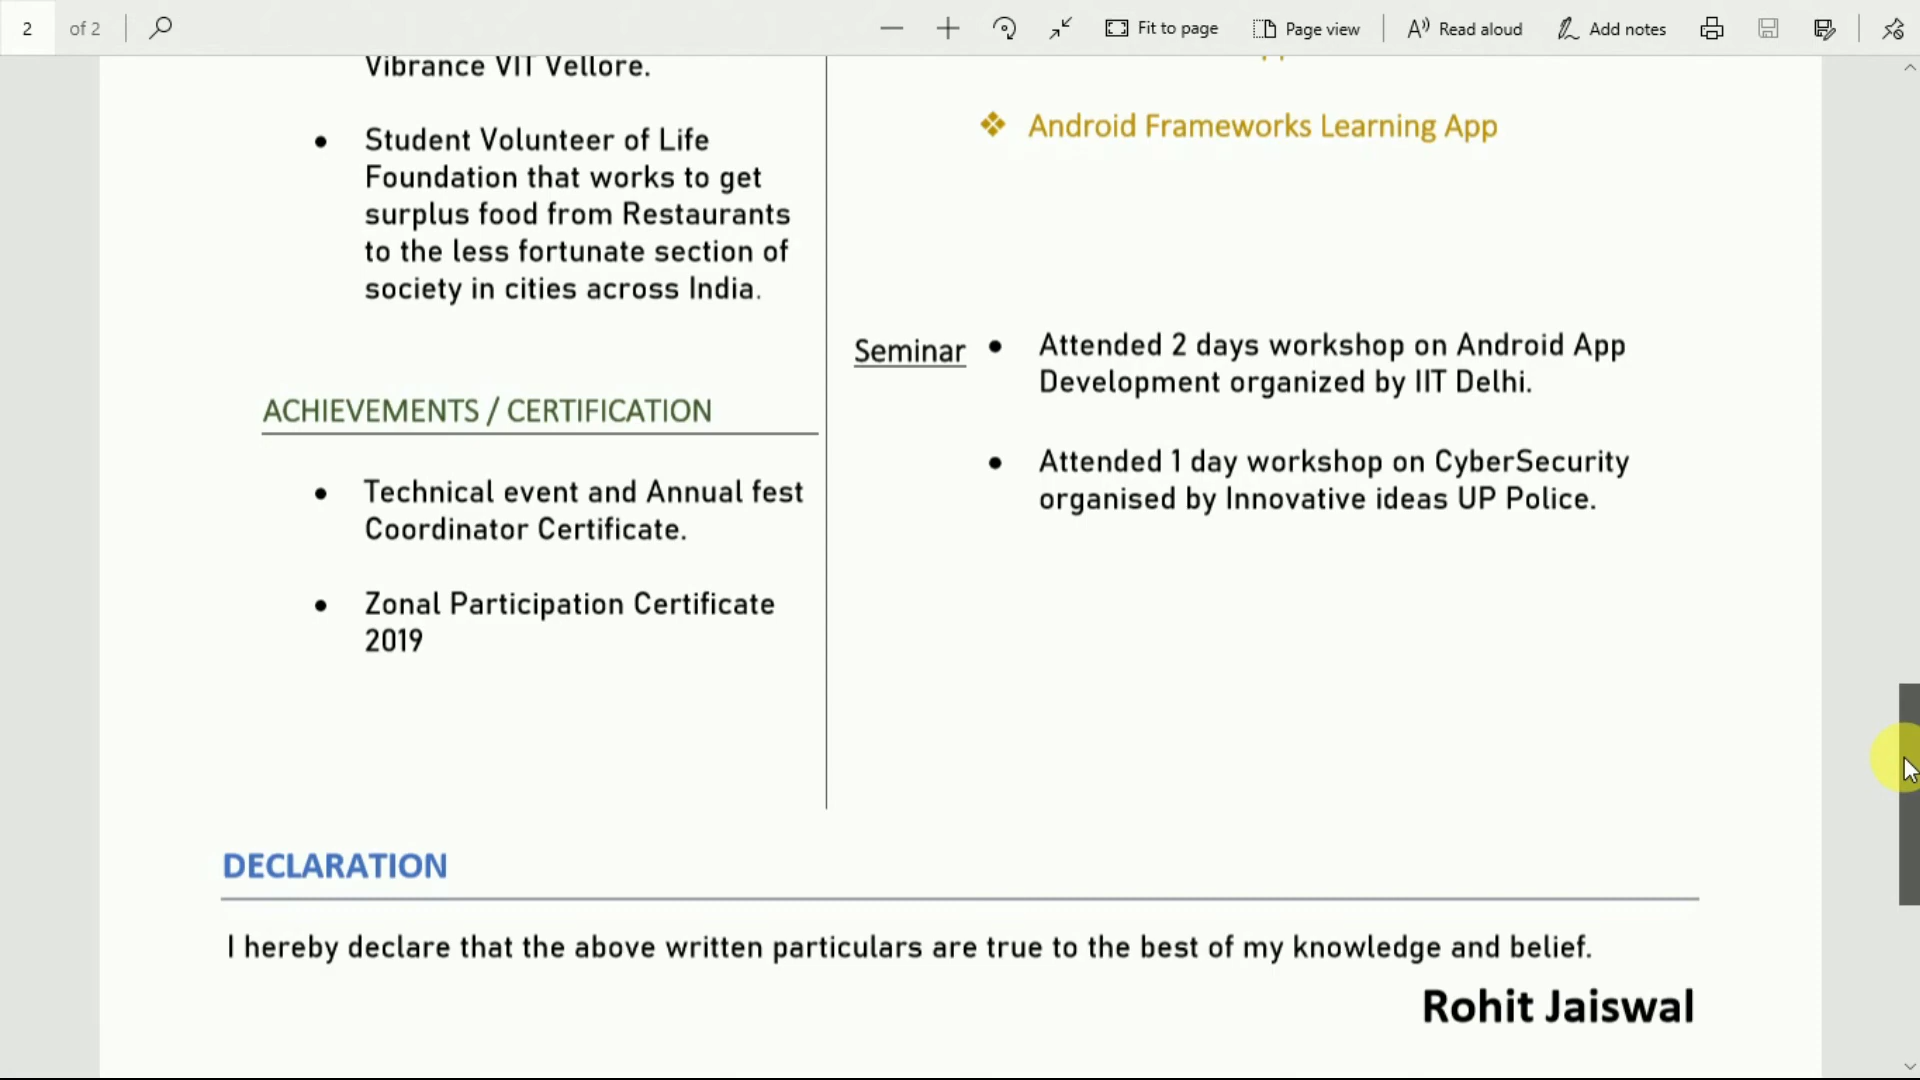 2 of 2
Fit to page
Page view
Read aloud
Add notes
Vibrance VIT Vellore.
• Student Volunteer of Life
Foundation that works to get
surplus food from Restaurants
to the less fortunate section of
society in cities across India.
ACHIEVEMENTS / CERTIFICATION
• Technical event and Annual fest
Coordinator Certificate.
• Zonal Participation Certificate
2019
❖ Android Frameworks Learning App
Seminar
• Attended 2 days workshop on Android App
Development organized by IIT Delhi.
• Attended 1 day workshop on CyberSecurity
organised by Innovative ideas UP Police.
DECLARATION
I hereby declare that the above written particulars are true to the best of my knowledge and belief.
Rohit Jaiswal